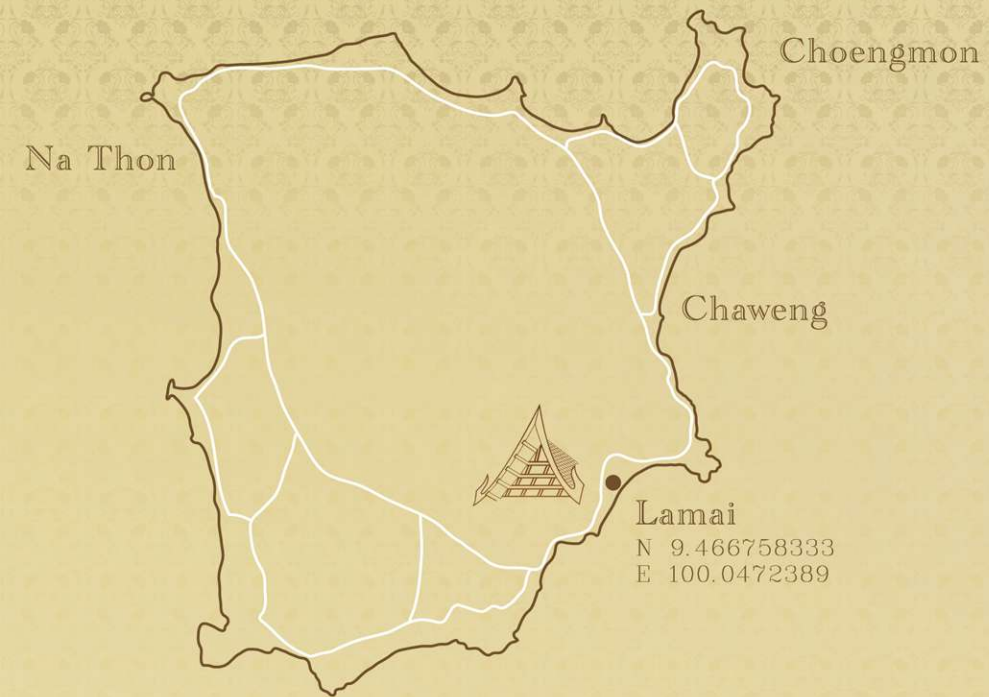 Choengmon
Na Thon
Chaweng
Lamai
N 9.466758333
E 100.0472389